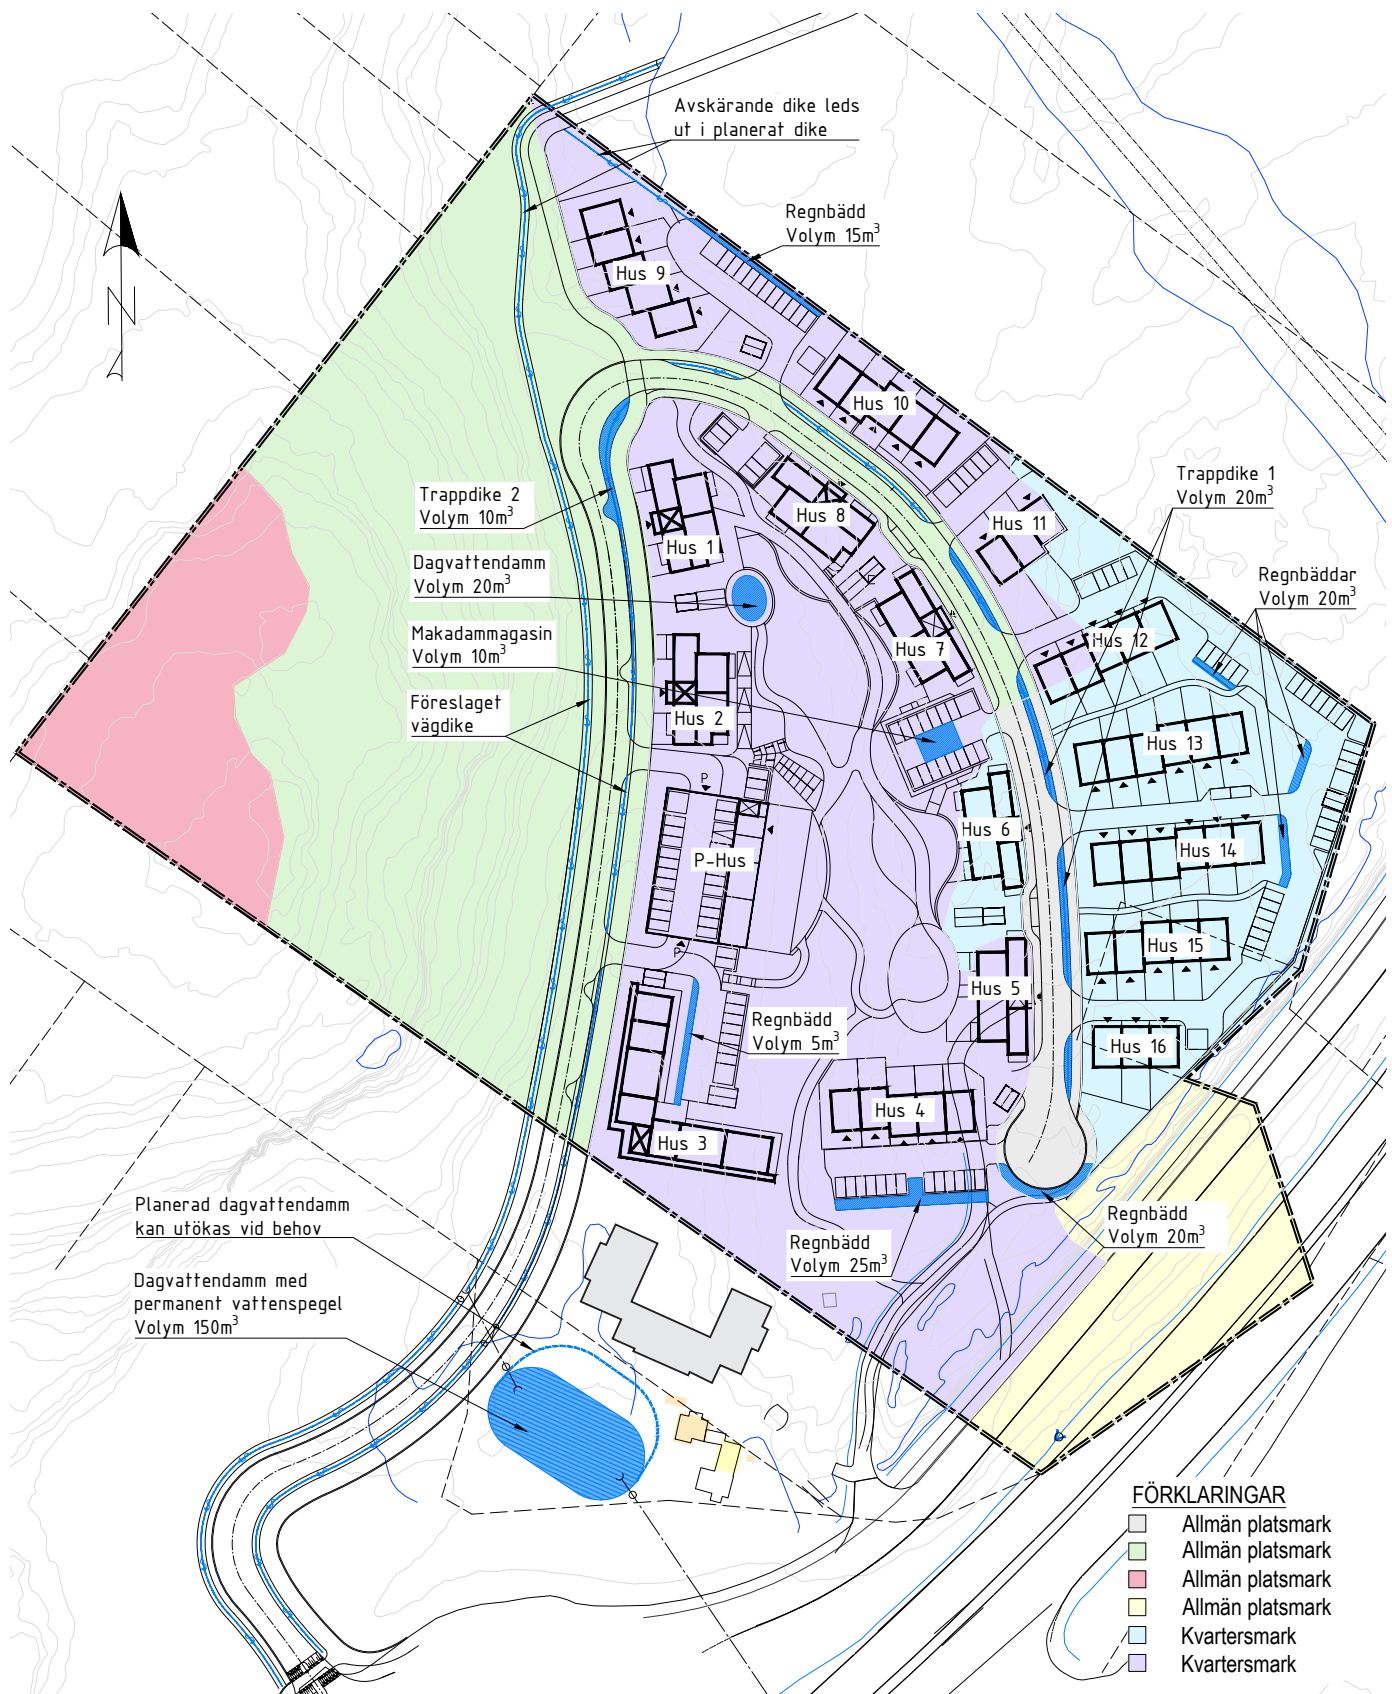 Avskärande dike leds
ut i planerat dike
Regnbädd
Volym 15m³
N
Hus 9
Hus 10
Trappdike 1
Volym 20m³
Trappdike 2
Volym 10m³
Hus 8
Hus 11
Hus 1
Dagvattendamm
Volym 20m³
Regnbäddar
Volym 20m³
Makadammagasin
Volym 10m³
Hus 7
Hus 12
Föreslaget
vägdike
Hus 2
Hus 13
P
Hus 6
P-Hus
Hus 14
P
Hus 15
Hus 5
Regnbädd
Volym 5m³
Hus 16
Hus 4
Hus 3
Planerad dagvattendamm
kan utökas vid behov
Regnbädd
Volym 20m³
Regnbädd
Volym 25m³
Dagvattendamm med
permanent vattenspegel
Volym 150m³
FÖRKLARINGAR
Allmän platsmark
Allmän platsmark
Allmän platsmark
Allmän platsmark
Kvartersmark
Kvartersmark